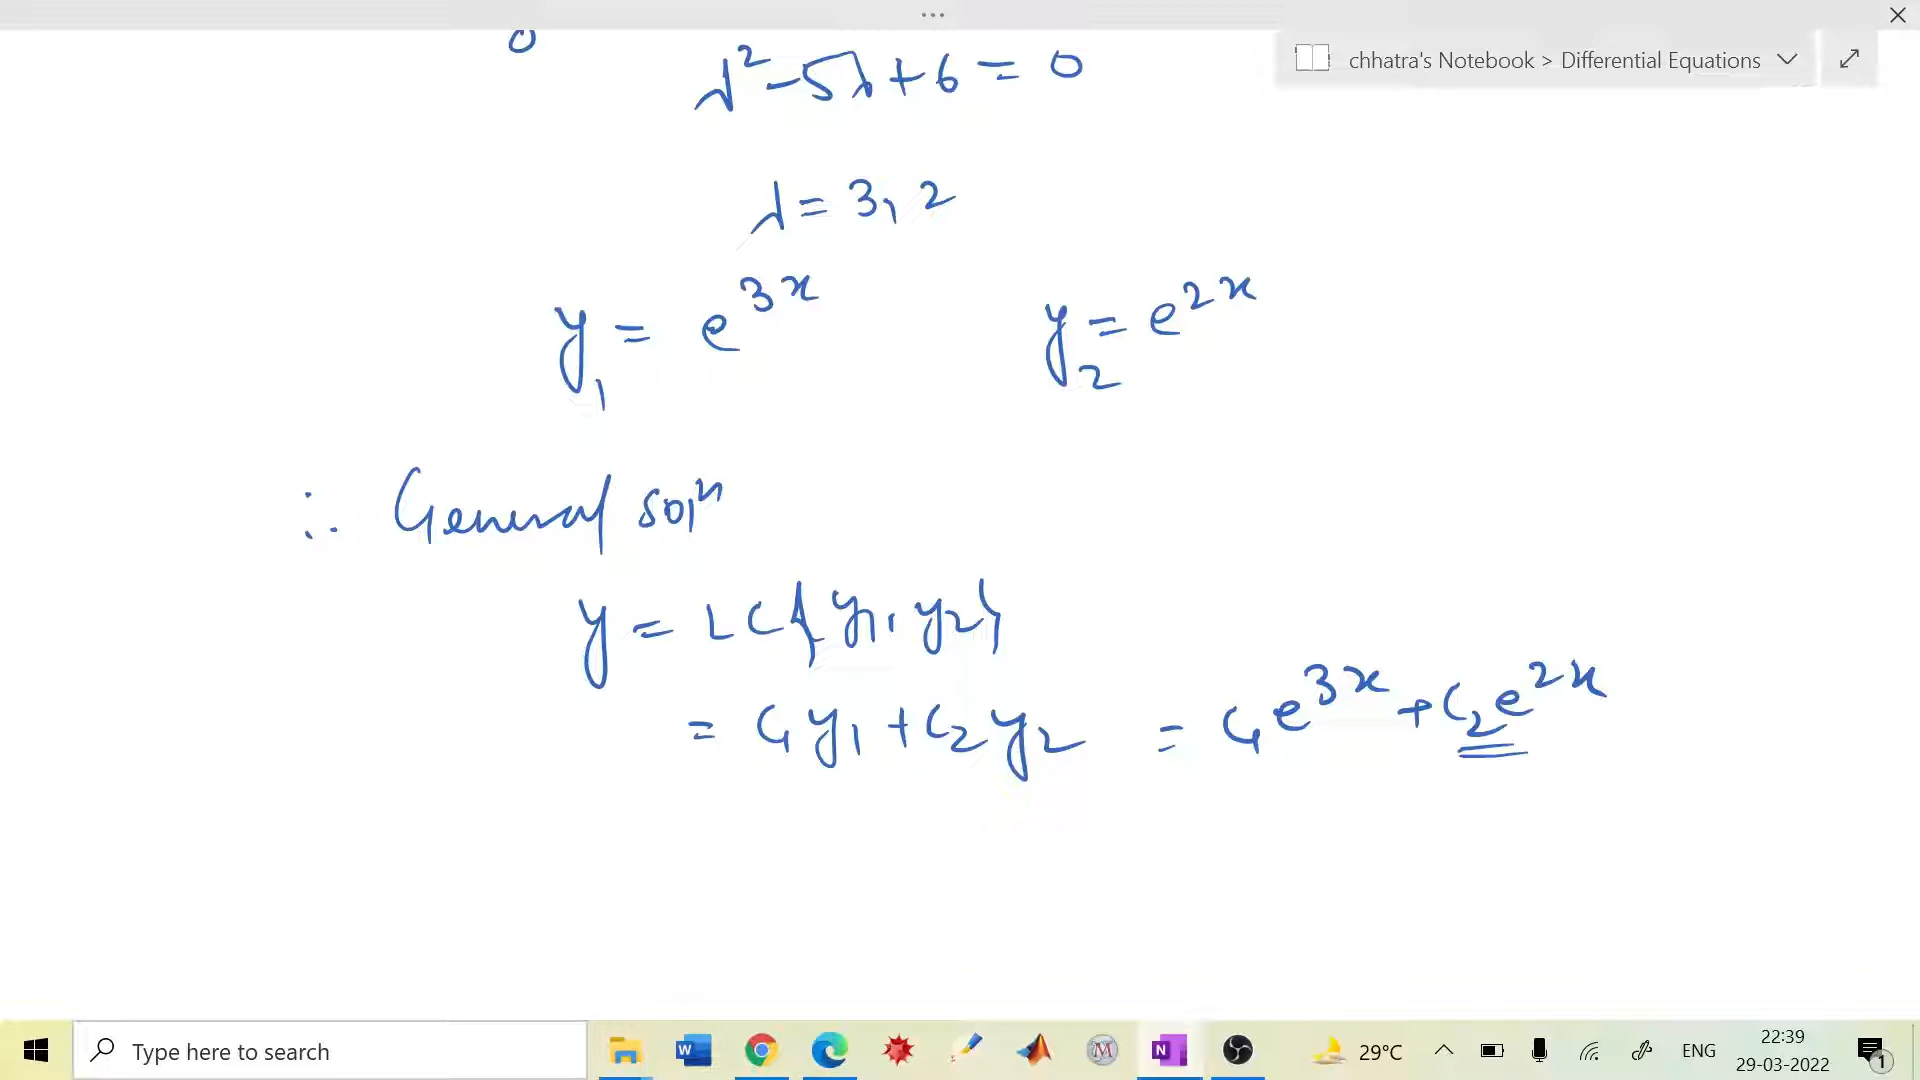 ...
chhatra's Notebook > Differential Equations
λ² - 5λ + 6 = 0
λ = 3, 2
y₁ = e^{3x} y₂ = e^{2x}
∴ General solⁿ
y = LC{y₁, y₂}
= c₁y₁ + c₂y₂ = c₁e^{3x} + c₂e^{2x}
Type here to search
W
N
M
29°C
ENG
22:39
29-03-2022
1